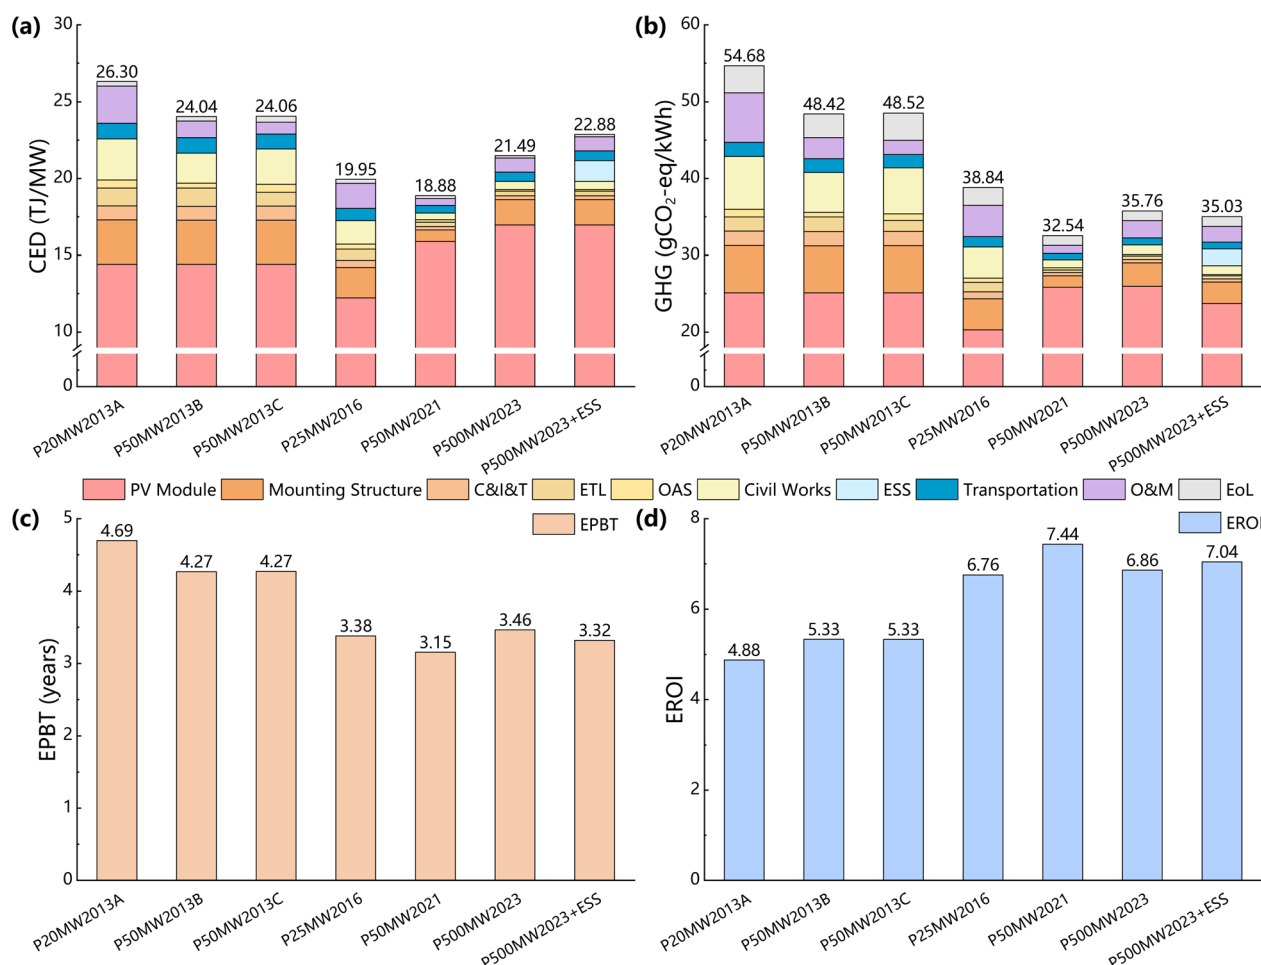 (a)
30
25
20
15
10
0
CED (TJ/MW)
26.30
24.04
24.06
19.95
18.88
21.49
22.88
P20MW2013A
P50MW2013B
P50MW2013C
P25MW2016
P50MW2021
P500MW2023
P500MW2023+ESS
(b)
60
50
40
30
20
0
GHG (gCO₂-eq/kWh)
54.68
48.42
48.52
38.84
32.54
35.76
35.03
P20MW2013A
P50MW2013B
P50MW2013C
P25MW2016
P50MW2021
P500MW2023
P500MW2023+ESS
PV Module Mounting Structure C&I&T ETL OAS Civil Works ESS Transportation O&M EoL
(c)
EPBT
5
4
3
2
1
0
EPBT (years)
4.69
4.27
4.27
3.38
3.15
3.46
3.32
P20MW2013A
P50MW2013B
P50MW2013C
P25MW2016
P50MW2021
P500MW2023
P500MW2023+ESS
(d)
EROI
8
6
4
2
0
EROI
4.88
5.33
5.33
6.76
7.44
6.86
7.04
P20MW2013A
P50MW2013B
P50MW2013C
P25MW2016
P50MW2021
P500MW2023
P500MW2023+ESS